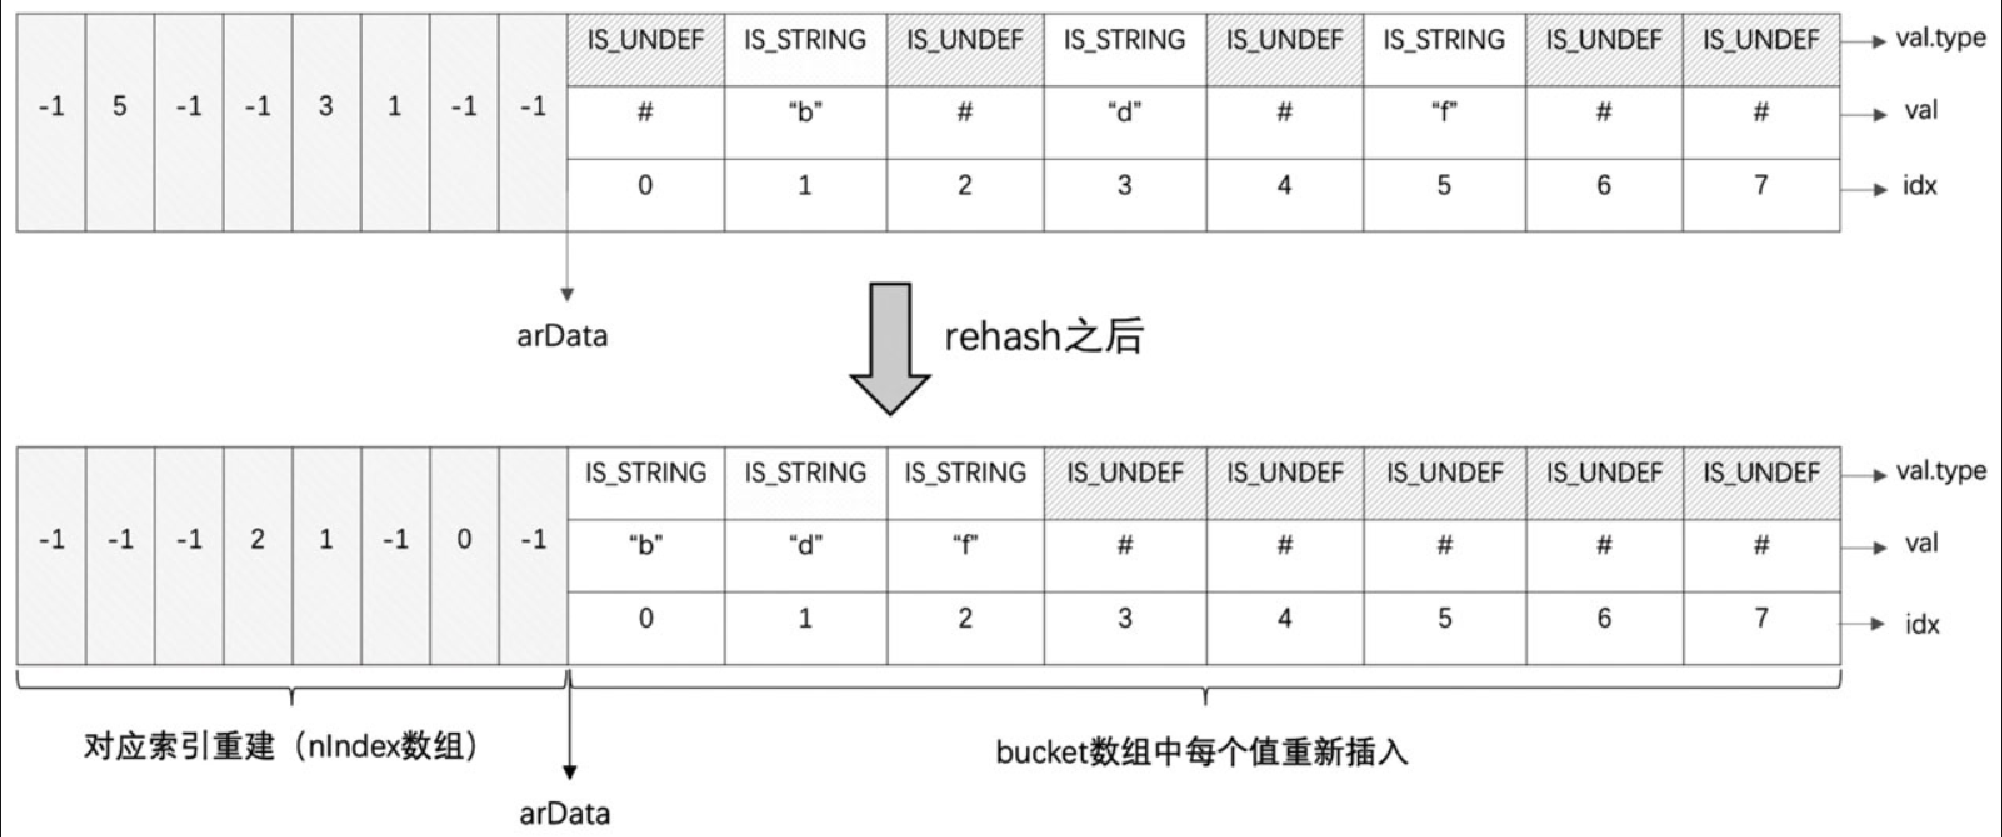 IS_UNDEF IS_STRING IS_UNDEF IS_STRING IS_UNDEF IS_STRING IS_UNDEF IS_UNDEF val.type
-1 5 -1 -1 3 1 -1 -1 # “b” # “d” # “f” # # val
0 1 2 3 4 5 6 7 idx
arData
rehash之后
IS_STRING IS_STRING IS_STRING IS_UNDEF IS_UNDEF IS_UNDEF IS_UNDEF IS_UNDEF val.type
-1 -1 -1 2 1 -1 0 -1 “b” “d” “f” # # # # # val
0 1 2 3 4 5 6 7 idx
对应索引重建（nIndex数组）
bucket数组中每个值重新插入
arData